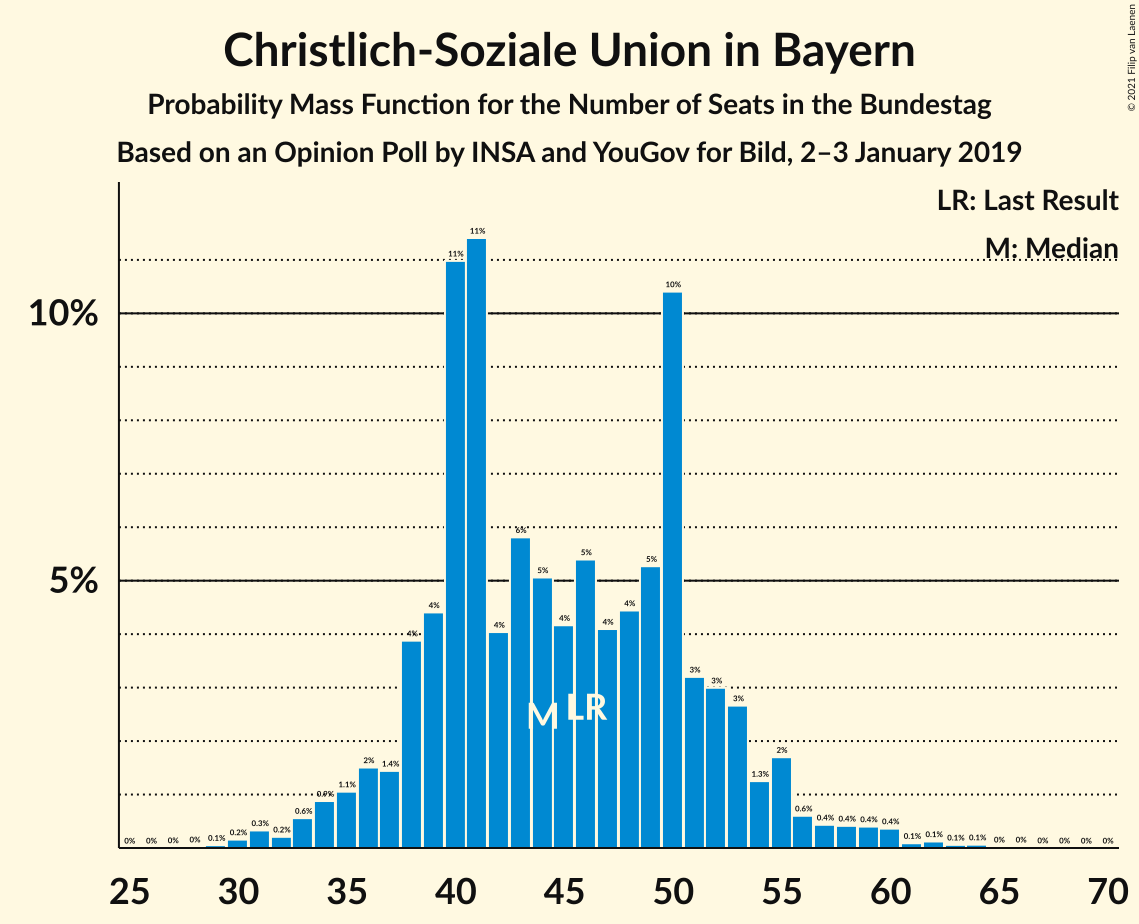 Christlich-Soziale Union in Bayern
Probability Mass Function for the Number of Seats in the Bundestag
Based on an Opinion Poll by INSA and YouGov for Bild, 2–3 January 2019
© 2021 Filip van Laenen
LR: Last Result
M: Median
10%
5%
0% 0% 0% 0% 0.1% 0.2% 0.3% 0.2% 0.6% 0.9% 1.1% 2% 1.4% 4% 4% 11% 11% 4% 6% 5% 4% 5% 4% 4% 5% 10% 3% 3% 3% 1.3% 2% 0.6% 0.4% 0.4% 0.4% 0.4% 0.1% 0.1% 0.1% 0.1% 0% 0% 0% 0% 0% 0%
M LR
25 30 35 40 45 50 55 60 65 70